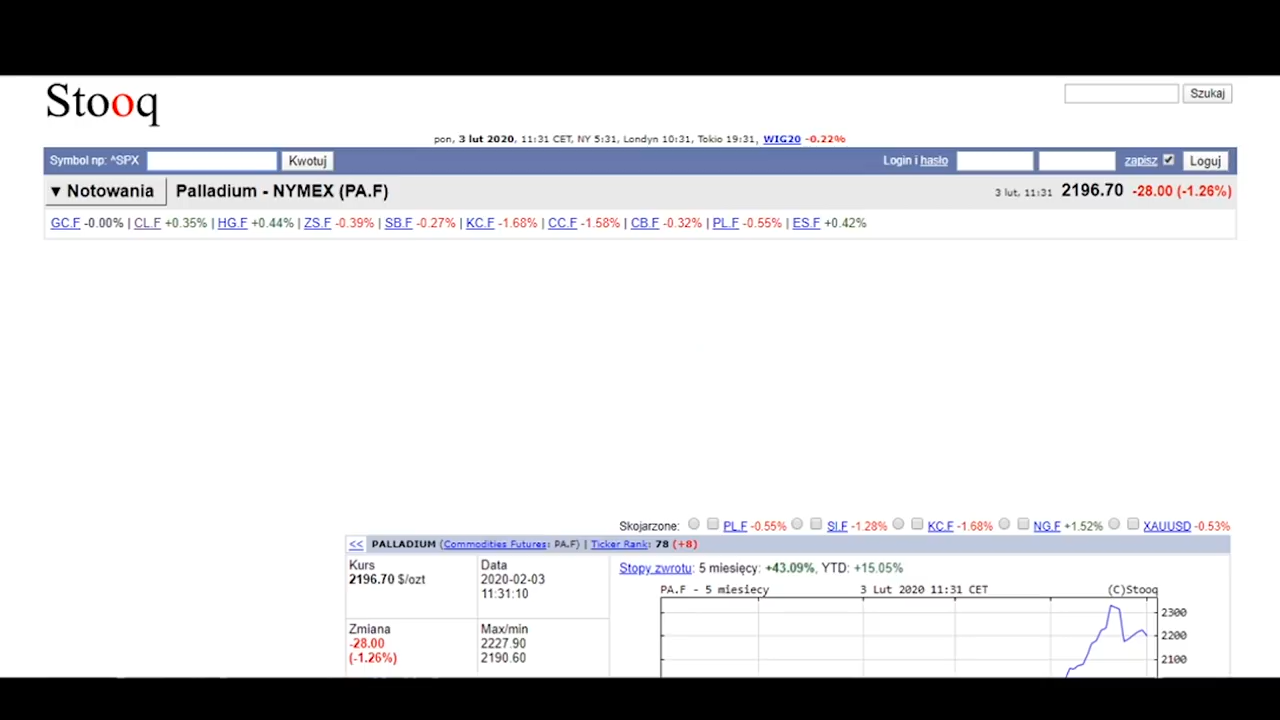 Stooq
Szukaj
pon, 3 lut 2020, 11:31 CET, NY 5:31, Londyn 10:31, Tokio 19:31, WIG20 -0.22%
Symbol np: ^SPX Kwotuj Login i hasło zapisz Loguj
▼ Notowania Palladium - NYMEX (PA.F) 3 lut, 11:31 2196.70 -28.00 (-1.26%)
GC.F -0.00% | CL.F +0.35% | HG.F +0.44% | ZS.F -0.39% | SB.F -0.27% | KC.F -1.68% | CC.F -1.58% | CB.F -0.32% | PL.F -0.55% | ES.F +0.42%
Skojarzone: PL.F -0.55% SI.F -1.28% KC.F -1.68% NG.F +1.52% XAUUSD -0.53%
<< PALLADIUM (Commodities Futures: PA.F) | Ticker Rank: 78 (+8)
Kurs
2196.70 $/ozt
Data
2020-02-03
11:31:10
Zmiana
-28.00
(-1.26%)
Max/min
2227.90
2190.60
Stopy zwrotu: 5 miesięcy: +43.09%, YTD: +15.05%
PA.F - 5 miesiecy 3 Lut 2020 11:31 CET (C)Stooq
2300
2200
2100